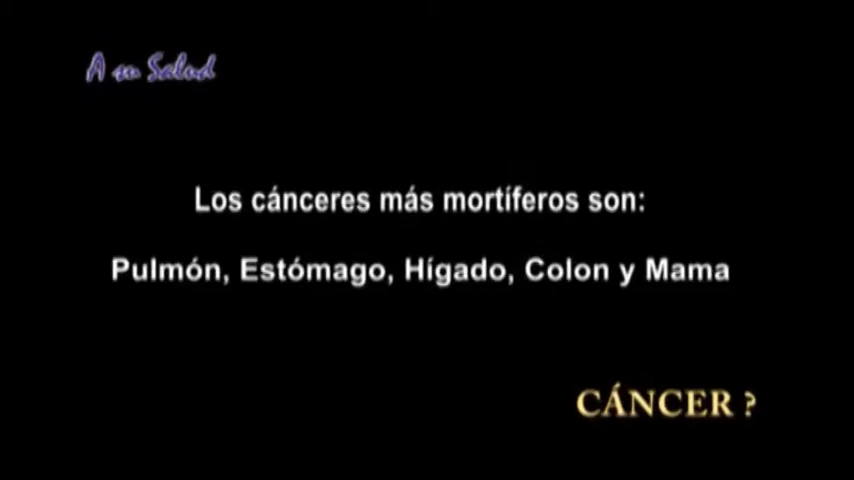 A su Salud
Los cánceres más mortíferos son:
Pulmón, Estómago, Hígado, Colon y Mama
CÁNCER ?